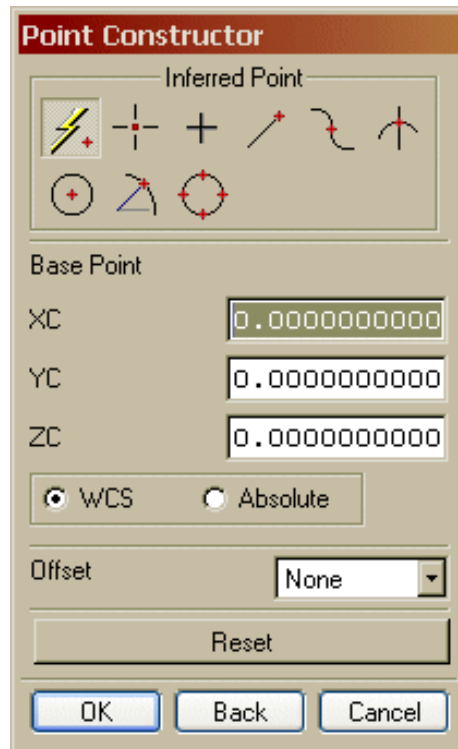 Point Constructor
Inferred Point
Base Point
XC 0.0000000000
YC 0.0000000000
ZC 0.0000000000
WCS Absolute
Offset None
Reset
OK Back Cancel